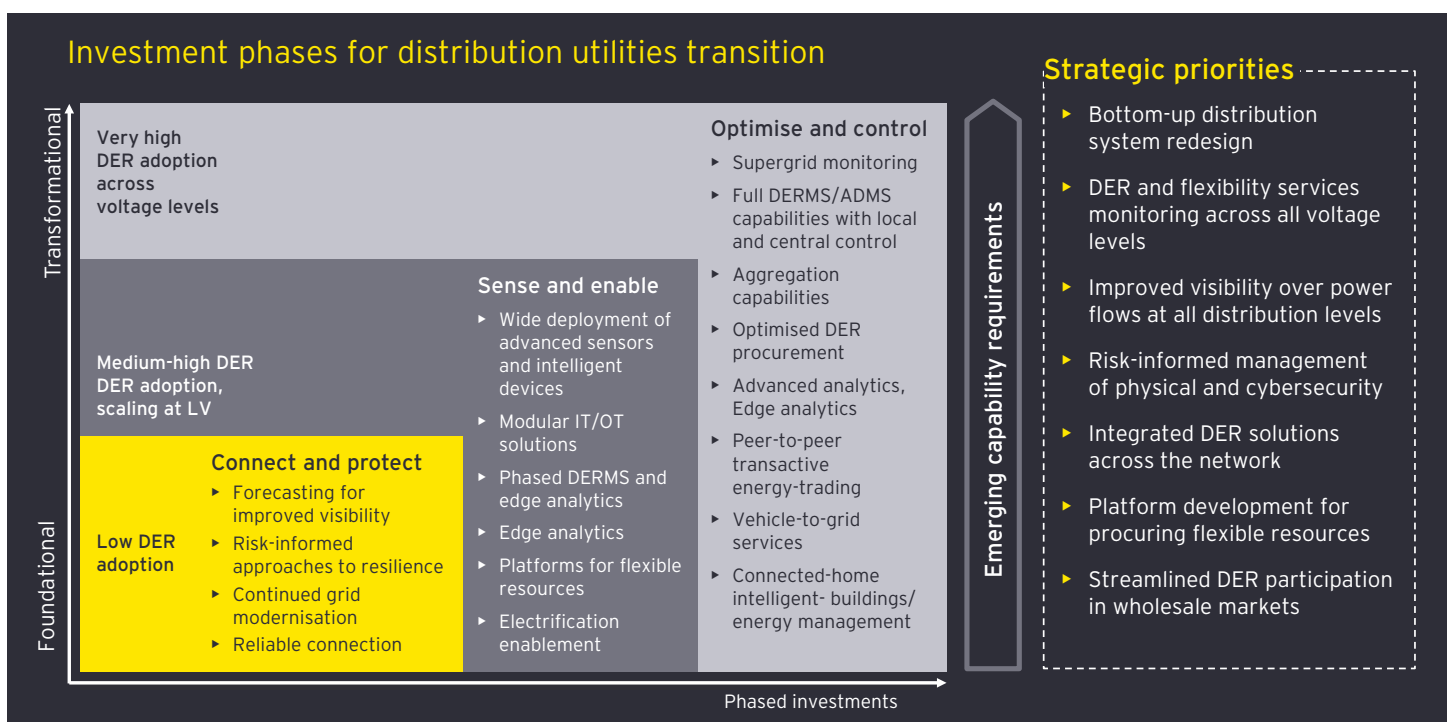 Investment phases for distribution utilities transition
Transformational
Foundational
Very high
DER adoption
across
voltage levels
Medium-high DER
DER adoption,
scaling at LV
Low DER
adoption
Connect and protect
▸ Forecasting for
improved visibility
▸ Risk-informed
approaches to resilience
▸ Continued grid
modernisation
▸ Reliable connection
Sense and enable
▸ Wide deployment of
advanced sensors
and intelligent
devices
▸ Modular IT/OT
solutions
▸ Phased DERMS and
edge analytics
▸ Edge analytics
▸ Platforms for flexible
resources
▸ Electrification
enablement
Optimise and control
▸ Supergrid monitoring
▸ Full DERMS/ADMS
capabilities with local
and central control
▸ Aggregation
capabilities
▸ Optimised DER
procurement
▸ Advanced analytics,
Edge analytics
▸ Peer-to-peer
transactive
energy-trading
▸ Vehicle-to-grid
services
▸ Connected-home
intelligent- buildings/
energy management
Phased investments
Emerging capability requirements
Strategic priorities
▸ Bottom-up distribution
system redesign
▸ DER and flexibility services
monitoring across all voltage
levels
▸ Improved visibility over power
flows at all distribution levels
▸ Risk-informed management
of physical and cybersecurity
▸ Integrated DER solutions
across the network
▸ Platform development for
procuring flexible resources
▸ Streamlined DER participation
in wholesale markets